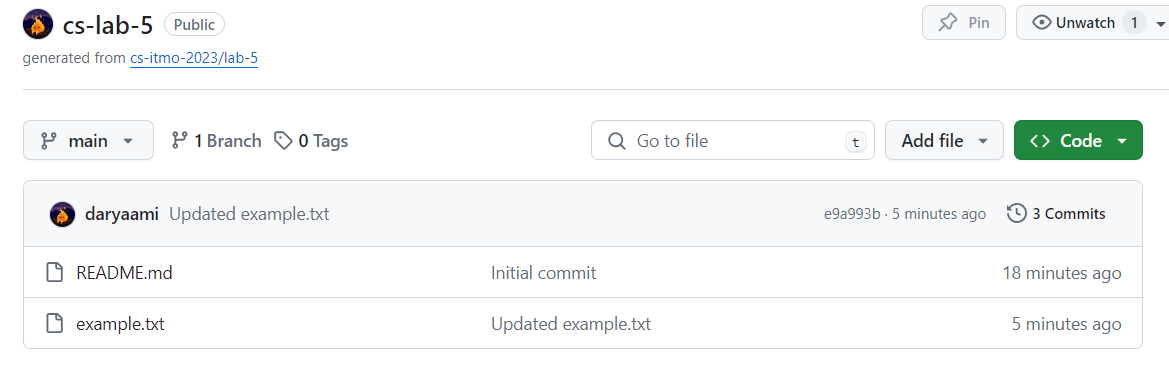 cs-lab-5 Public Pin Unwatch 1
generated from cs-itmo-2023/lab-5
main 1 Branch 0 Tags Go to file t Add file Code
daryaami Updated example.txt e9a993b · 5 minutes ago 3 Commits
README.md Initial commit 18 minutes ago
example.txt Updated example.txt 5 minutes ago